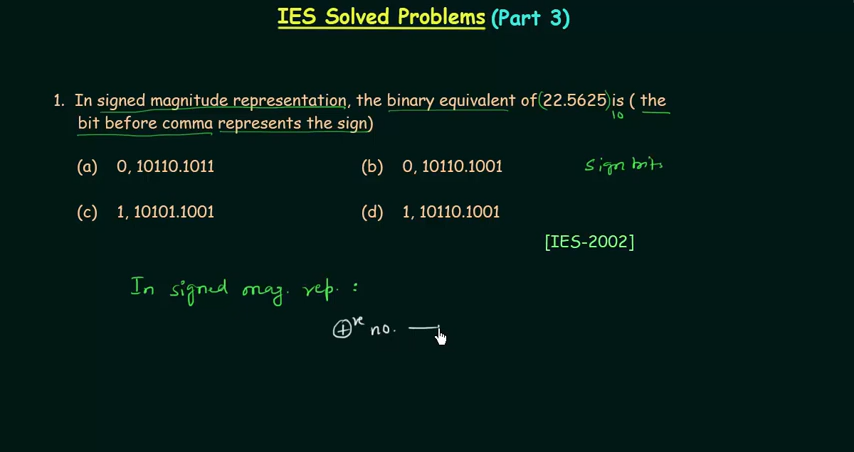 IES Solved Problems (Part 3)
1. In signed magnitude representation, the binary equivalent of (22.5625)10 is ( the
bit before comma represents the sign)
(a) 0, 10110.1011 (b) 0, 10110.1001 Sign bits
(c) 1, 10101.1001 (d) 1, 10110.1001
[IES-2002]
In signed mag. rep. :
+ve no. —